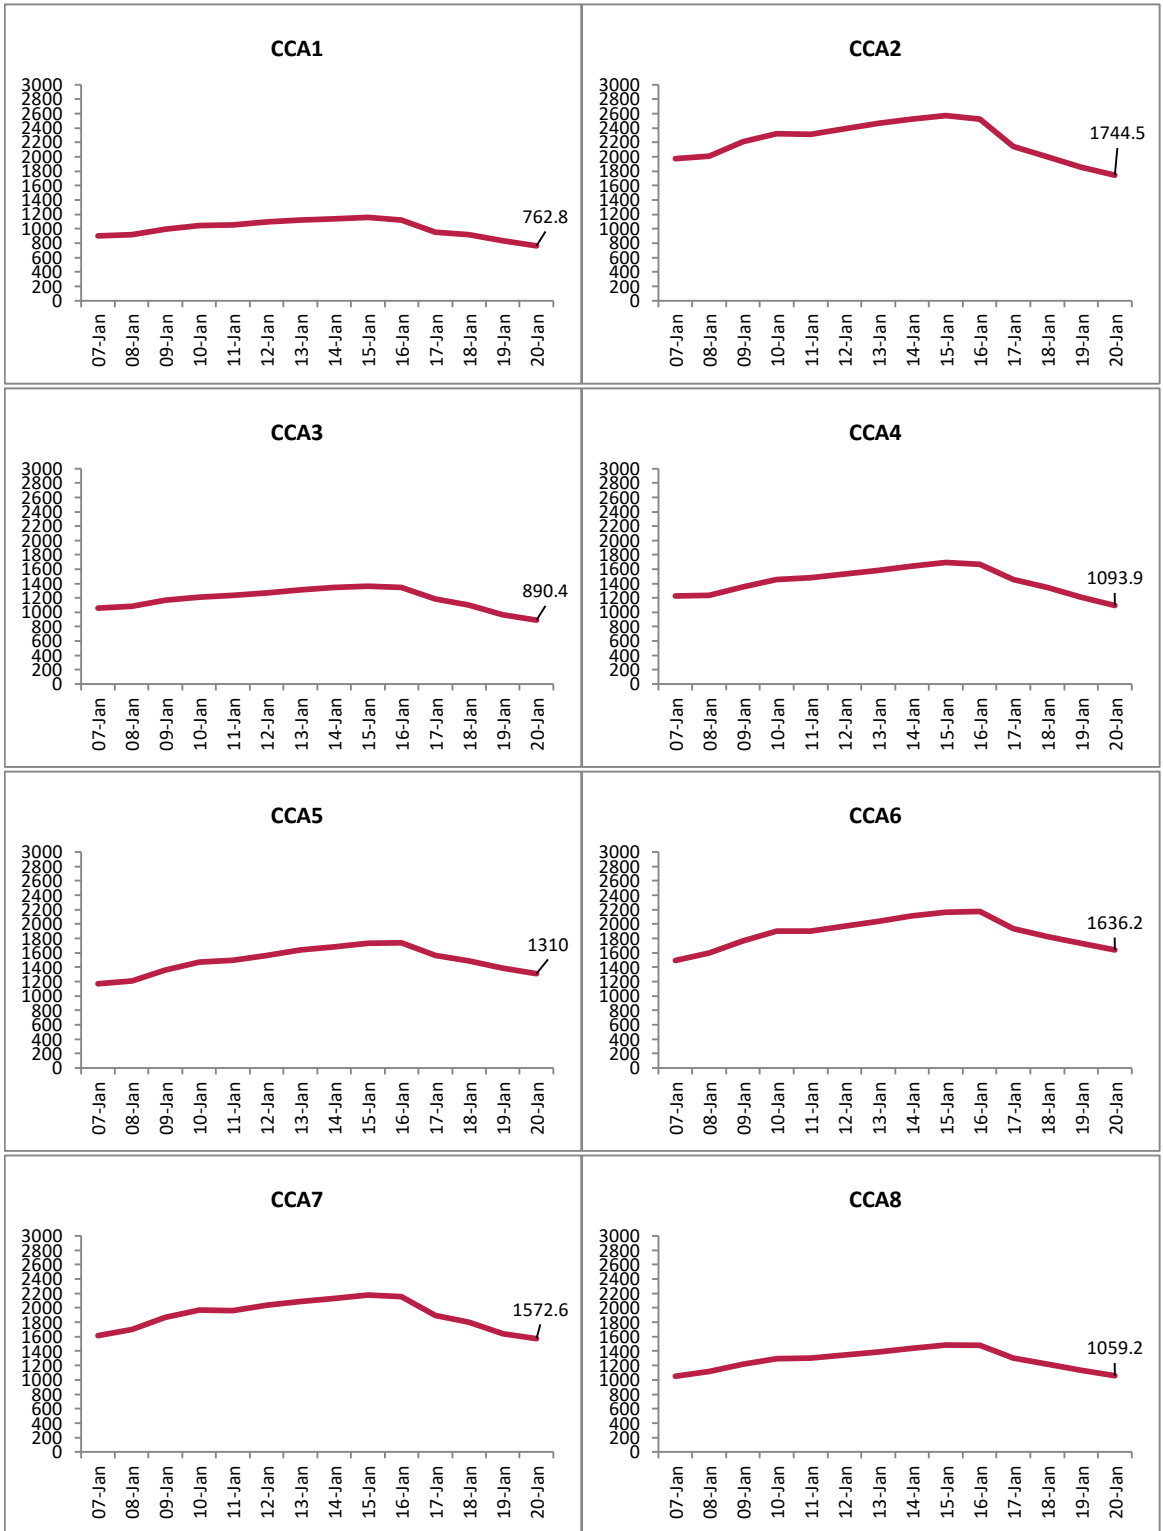 CCA1
3000
2800
2600
2400
2200
2000
1800
1600
1400
1200
1000
800
600
400
200
0
762.8
07-Jan
08-Jan
09-Jan
10-Jan
11-Jan
12-Jan
13-Jan
14-Jan
15-Jan
16-Jan
17-Jan
18-Jan
19-Jan
20-Jan
CCA2
3000
2800
2600
2400
2200
2000
1800
1600
1400
1200
1000
800
600
400
200
0
1744.5
07-Jan
08-Jan
09-Jan
10-Jan
11-Jan
12-Jan
13-Jan
14-Jan
15-Jan
16-Jan
17-Jan
18-Jan
19-Jan
20-Jan
CCA3
3000
2800
2600
2400
2200
2000
1800
1600
1400
1200
1000
800
600
400
200
0
890.4
07-Jan
08-Jan
09-Jan
10-Jan
11-Jan
12-Jan
13-Jan
14-Jan
15-Jan
16-Jan
17-Jan
18-Jan
19-Jan
20-Jan
CCA4
3000
2800
2600
2400
2200
2000
1800
1600
1400
1200
1000
800
600
400
200
0
1093.9
07-Jan
08-Jan
09-Jan
10-Jan
11-Jan
12-Jan
13-Jan
14-Jan
15-Jan
16-Jan
17-Jan
18-Jan
19-Jan
20-Jan
CCA5
3000
2800
2600
2400
2200
2000
1800
1600
1400
1200
1000
800
600
400
200
0
1310
07-Jan
08-Jan
09-Jan
10-Jan
11-Jan
12-Jan
13-Jan
14-Jan
15-Jan
16-Jan
17-Jan
18-Jan
19-Jan
20-Jan
CCA6
3000
2800
2600
2400
2200
2000
1800
1600
1400
1200
1000
800
600
400
200
0
1636.2
07-Jan
08-Jan
09-Jan
10-Jan
11-Jan
12-Jan
13-Jan
14-Jan
15-Jan
16-Jan
17-Jan
18-Jan
19-Jan
20-Jan
CCA7
3000
2800
2600
2400
2200
2000
1800
1600
1400
1200
1000
800
600
400
200
0
1572.6
07-Jan
08-Jan
09-Jan
10-Jan
11-Jan
12-Jan
13-Jan
14-Jan
15-Jan
16-Jan
17-Jan
18-Jan
19-Jan
20-Jan
CCA8
3000
2800
2600
2400
2200
2000
1800
1600
1400
1200
1000
800
600
400
200
0
1059.2
07-Jan
08-Jan
09-Jan
10-Jan
11-Jan
12-Jan
13-Jan
14-Jan
15-Jan
16-Jan
17-Jan
18-Jan
19-Jan
20-Jan